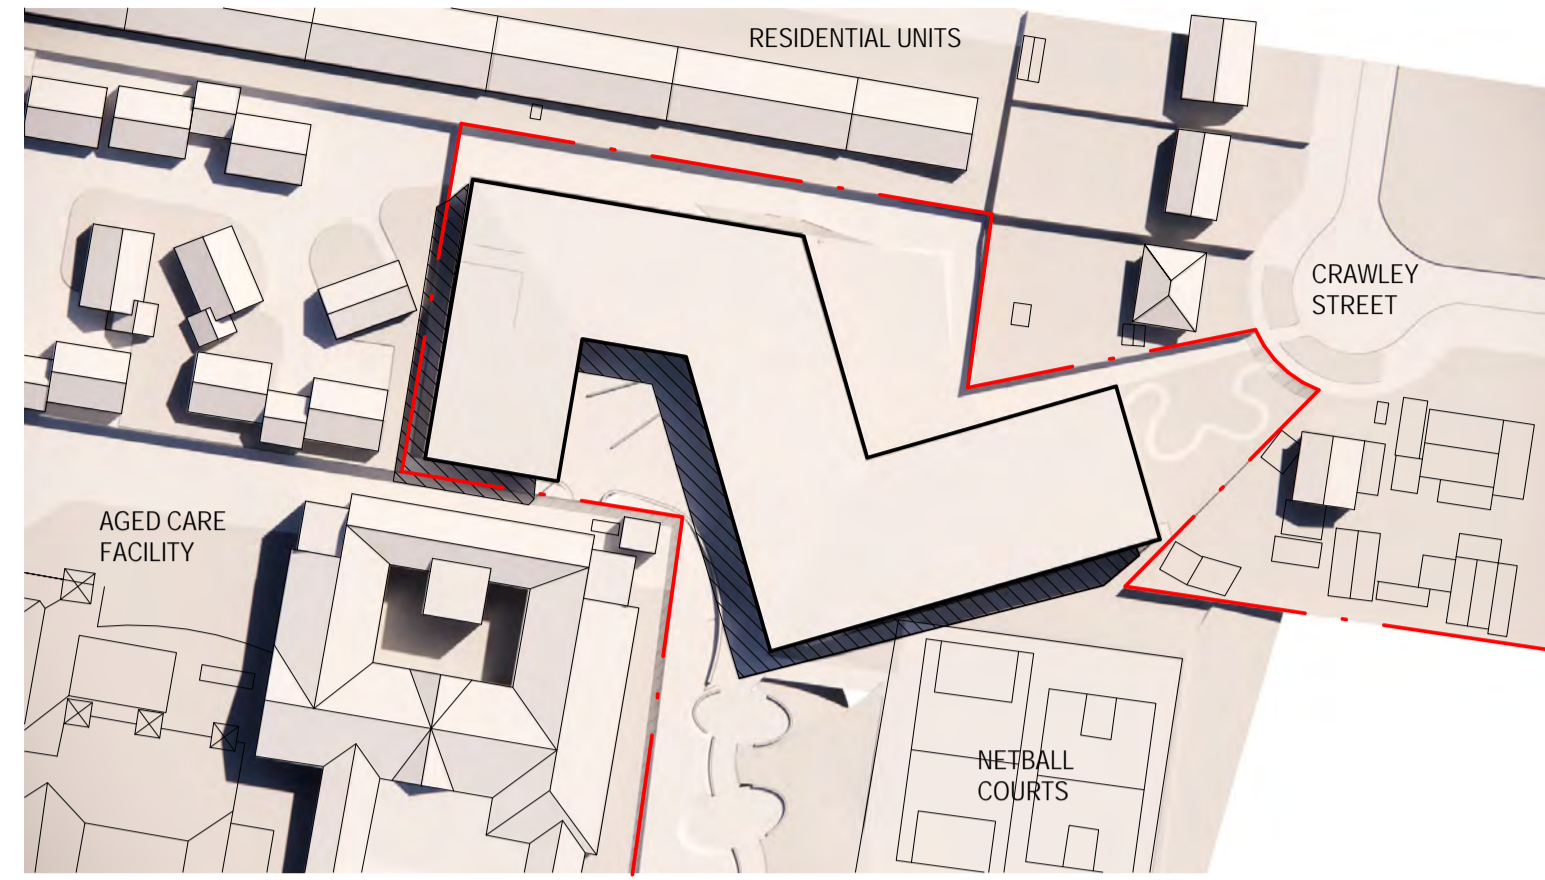 RESIDENTIAL UNITS
CRAWLEY
STREET
AGED CARE
FACILITY
NETBALL
COURTS